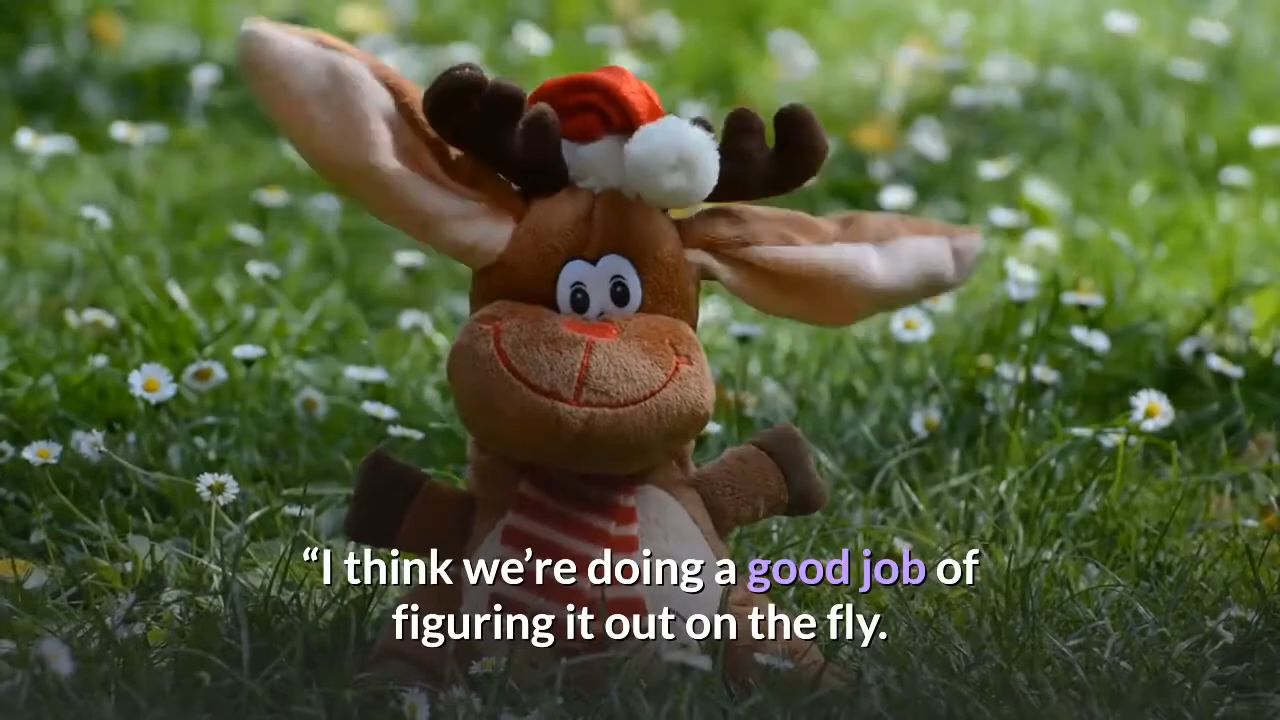 “I think we’re doing a good job of
figuring it out on the fly.